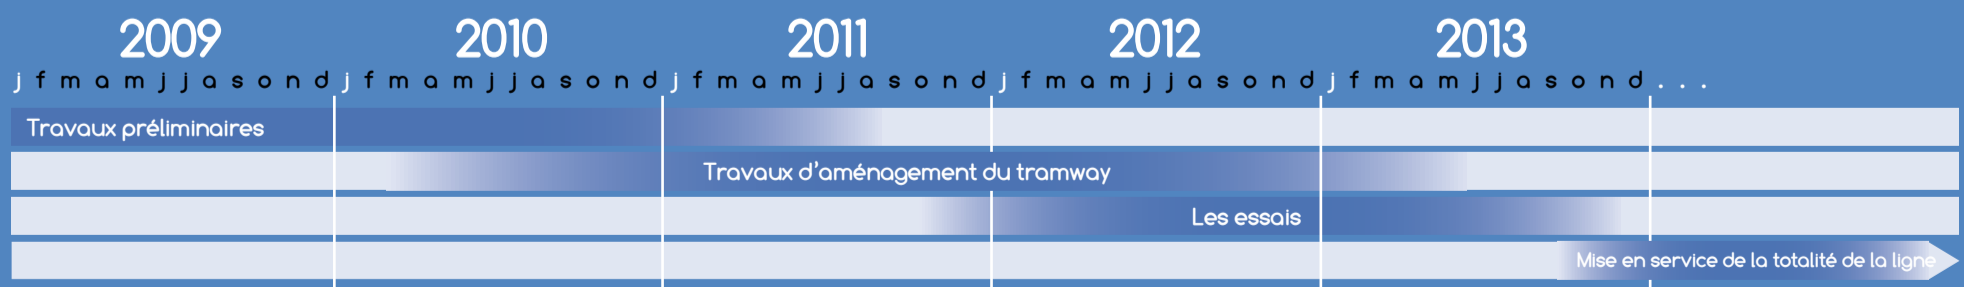 2009 2010 2011 2012 2013
j f m a m j j a s o n d j f m a m j j a s o n d j f m a m j j a s o n d j f m a m j j a s o n d j f m a m j j a s o n d . . .
Travaux préliminaires
Travaux d'aménagement du tramway
Les essais
Mise en service de la totalité de la ligne